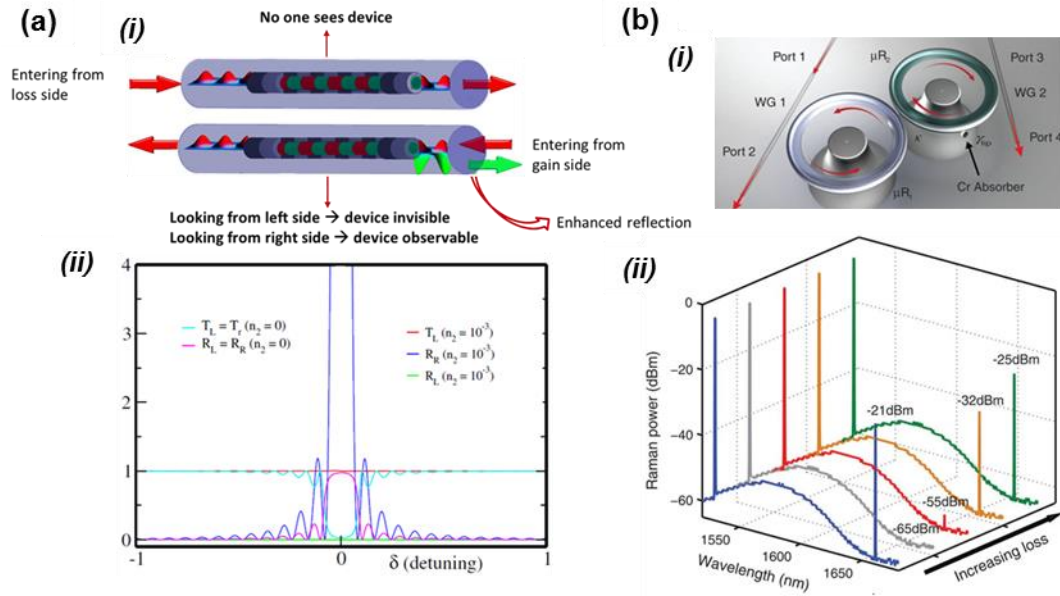 (a)
(i)
No one sees device
Entering from
loss side
Entering from
gain side
Looking from left side → device invisible
Looking from right side → device observable
Enhanced reflection
(ii)
4
3
2
1
0
T_L = T_r (n_2 = 0)
R_L = R_R (n_2 = 0)
T_L (n_2 = 10^-3)
R_R (n_2 = 10^-3)
R_L (n_2 = 10^-3)
-1
0
δ (detuning)
1
(b)
(i)
Port 1
μR_2
Port 3
WG 1
WG 2
Port 2
κ
γ_tip
Port 4
μR_1
Cr Absorber
(ii)
0
-20
-40
-60
Raman power (dBm)
-21dBm
-25dBm
-32dBm
-55dBm
-65dBm
1550
1600
1650
Wavelength (nm)
Increasing loss